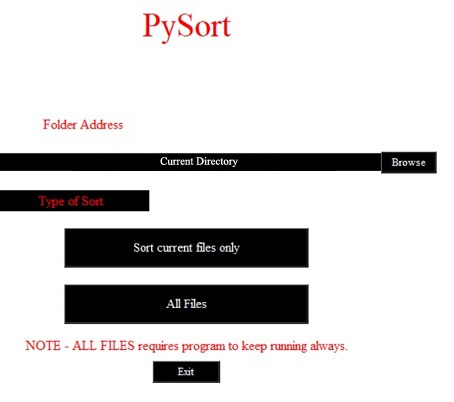 PySort
Folder Address
Current Directory Browse
Type of Sort
Sort current files only
All Files
NOTE - ALL FILES requires program to keep running always.
Exit